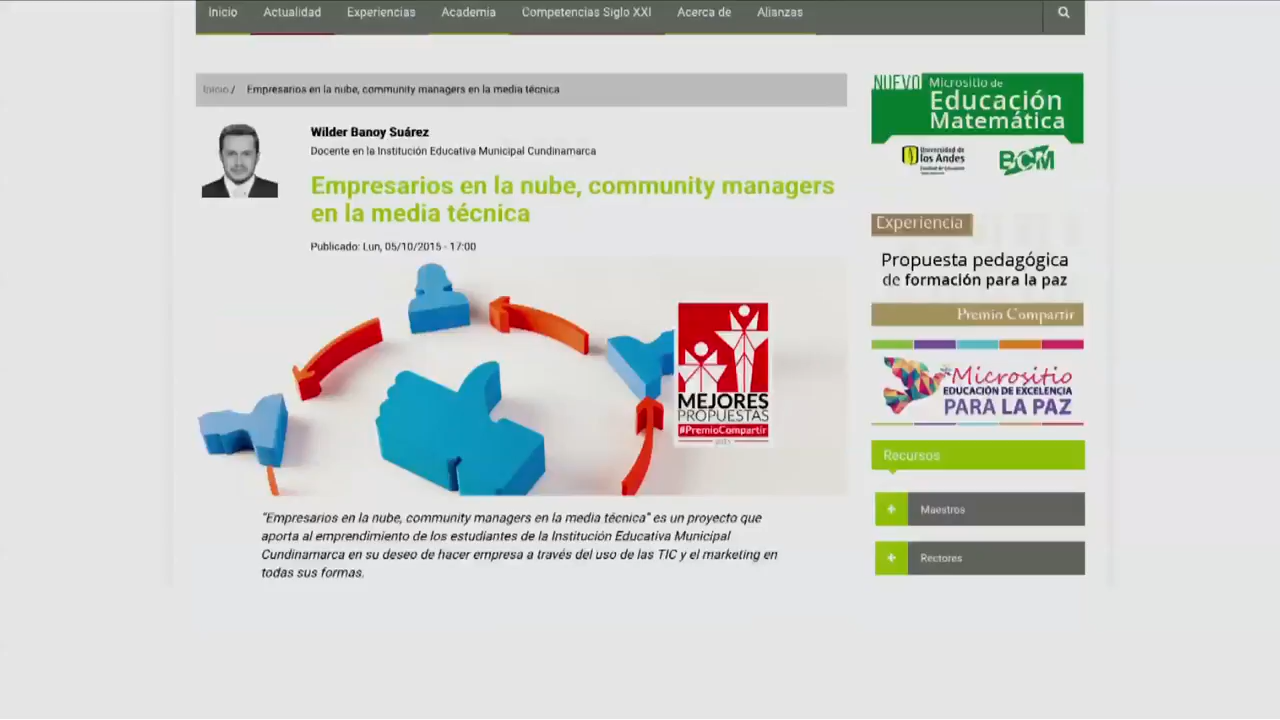 Inicio Actualidad Experiencias Academia Competencias Siglo XXI Acerca de Alianzas
Inicio / Empresarios en la nube, community managers en la media técnica
Wilder Banoy Suárez
Docente en la Institución Educativa Municipal Cundinamarca
Empresarios en la nube, community managers
en la media técnica
Publicado: Lun, 05/10/2015 - 17:00
MEJORES
PROPUESTAS
#PremioCompartir
"Empresarios en la nube, community managers en la media técnica" es un proyecto que
aporta al emprendimiento de los estudiantes de la Institución Educativa Municipal
Cundinamarca en su deseo de hacer empresa a través del uso de las TIC y el marketing en
todas sus formas.
NUEVO Micrositio de
Educación
Matemática
Universidad de
los Andes
Facultad de Educación
BCM
Experiencia
Propuesta pedagógica
de formación para la paz
Premio Compartir
Micrositio
EDUCACIÓN DE EXCELENCIA
PARA LA PAZ
Recursos
+ Maestros
+ Rectores